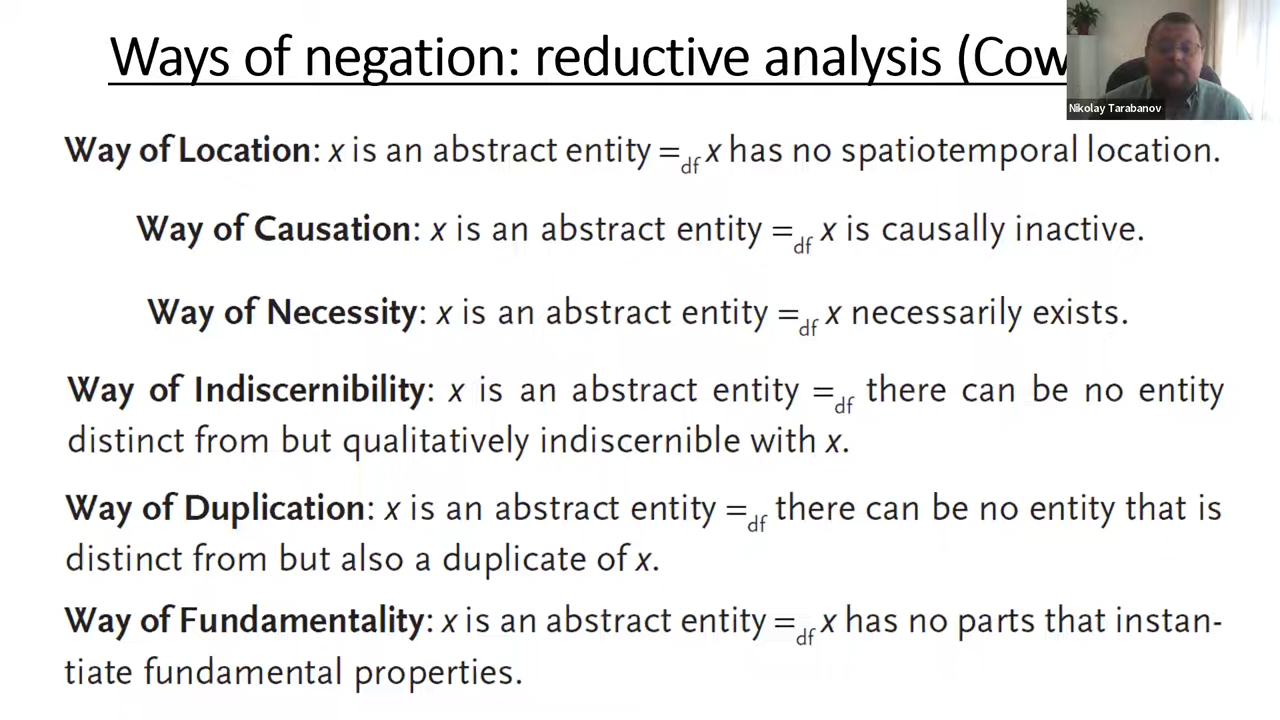 Ways of negation: reductive analysis (Cow
Nikolay Tarabanov
Way of Location: x is an abstract entity =df x has no spatiotemporal location.
Way of Causation: x is an abstract entity =df x is causally inactive.
Way of Necessity: x is an abstract entity =df x necessarily exists.
Way of Indiscernibility: x is an abstract entity =df there can be no entity
distinct from but qualitatively indiscernible with x.
Way of Duplication: x is an abstract entity =df there can be no entity that is
distinct from but also a duplicate of x.
Way of Fundamentality: x is an abstract entity =df x has no parts that instan-
tiate fundamental properties.